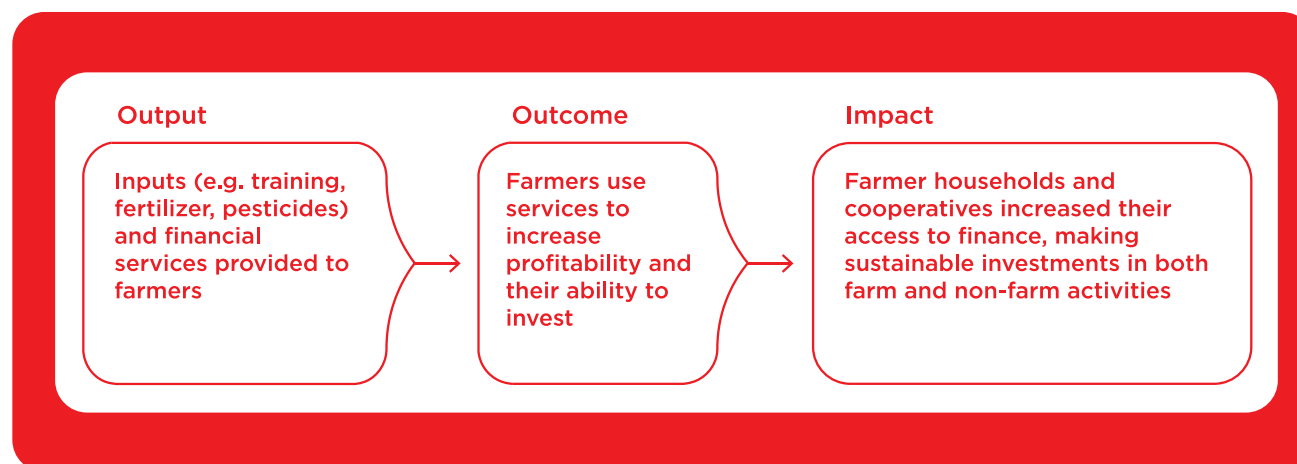 Output
Inputs (e.g. training,
fertilizer, pesticides)
and financial
services provided to
farmers
Outcome
Farmers use
services to
increase
profitability and
their ability to
invest
Impact
Farmer households and
cooperatives increased their
access to finance, making
sustainable investments in both
farm and non-farm activities